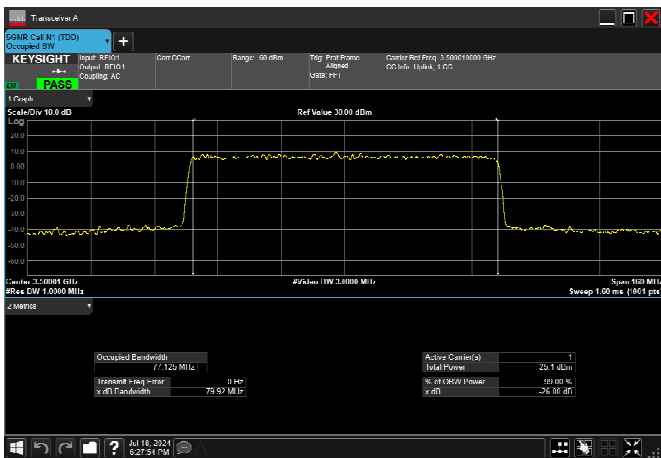 Transceiver A
5GNR Cell N1 (TDD)
Occupied BW
+
KEYSIGHT
PASS
Input: RFIO1
Output: RFIO1
Coupling: AC
Corr CCorr
Range: 60 dBm
Trig: Prat Frame
Aligned
Gate: FFT
Carrier Ref Freq: 3.500010000 GHz
CC Info: Uplink, 1 CC
1 Graph
Scale/Div 10.0 dB
Ref Value 30.00 dBm
Log
20.0
10.0
0.00
-10.0
-20.0
-30.0
-40.0
-50.0
-60.0
Center 3.50001 GHz
#Video BW 3.0000 MHz
Span 160 MHz
#Res BW 1.0000 MHz
Sweep 1.60 ms (1001 pts)
2 Metrics
Occupied Bandwidth
77.125 MHz
Transmit Freq Error 0 Hz
x dB Bandwidth 79.92 MHz
Active Carrier(s) 1
Total Power 25.1 dBm
% of OBW Power 99.00 %
x dB -26.00 dB
?
Jul 18, 2024
6:27:54 PM